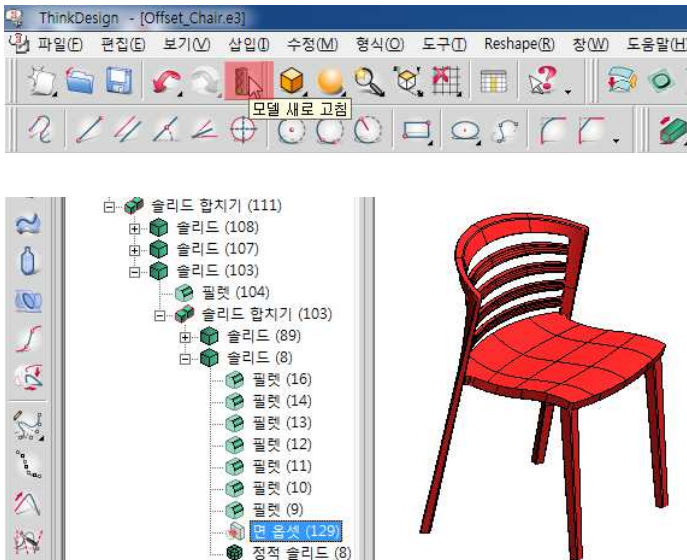 ThinkDesign - [Offset_Chair.e3]
파일(F) 편집(E) 보기(V) 삽입(I) 수정(M) 형식(O) 도구(T) Reshape(R) 창(W) 도움말(H)
모델 새로 고침
솔리드 합치기 (111)
솔리드 (108)
솔리드 (107)
솔리드 (103)
필렛 (104)
솔리드 합치기 (103)
솔리드 (89)
솔리드 (8)
필렛 (16)
필렛 (14)
필렛 (13)
필렛 (12)
필렛 (11)
필렛 (10)
필렛 (9)
면 옵셋 (129)
정적 솔리드 (8)